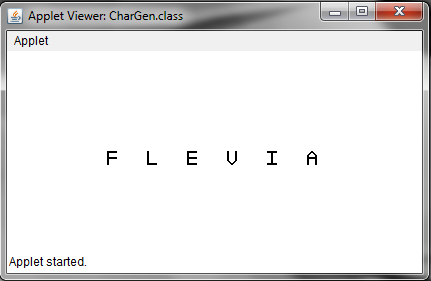 Applet Viewer: CharGen.class
Applet
F L E V I A
Applet started.